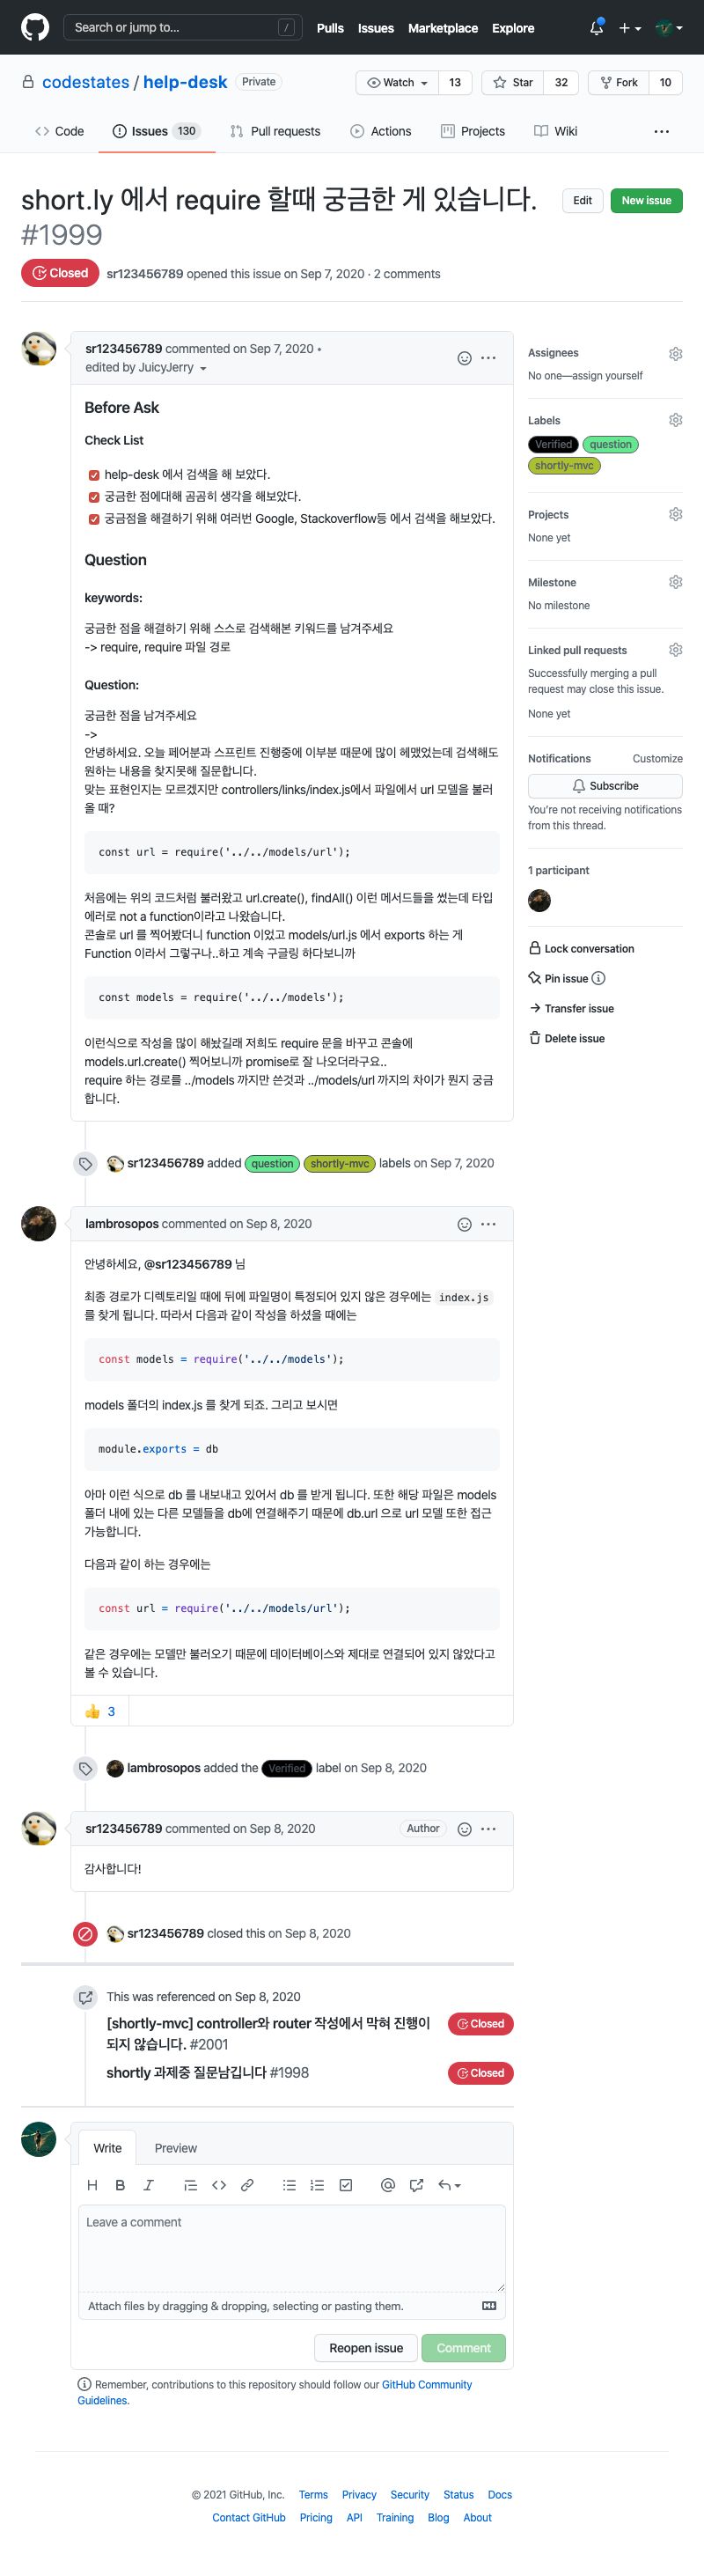 Search or jump to... /
Pulls Issues Marketplace Explore
codestates / help-desk Private
Watch 13 Star 32 Fork 10
Code Issues 130 Pull requests Actions Projects Wiki ...
short.ly 에서 require 할때 궁금한 게 있습니다.
#1999
Edit New issue
Closed sr123456789 opened this issue on Sep 7, 2020 · 2 comments
sr123456789 commented on Sep 7, 2020 •
edited by JuicyJerry
Before Ask
Check List
help-desk 에서 검색을 해 보았다.
궁금한 점에대해 곰곰히 생각을 해보았다.
궁금점을 해결하기 위해 여러번 Google, Stackoverflow등 에서 검색을 해보았다.
Question
keywords:
궁금한 점을 해결하기 위해 스스로 검색해본 키워드를 남겨주세요
-> require, require 파일 경로
Question:
궁금한 점을 남겨주세요
->
안녕하세요. 오늘 페어분과 스프린트 진행중에 이부분 때문에 많이 헤맸었는데 검색해도
원하는 내용을 찾지못해 질문합니다.
맞는 표현인지는 모르겠지만 controllers/links/index.js에서 파일에서 url 모델을 불러
올 때?
const url = require('../../models/url');
처음에는 위의 코드처럼 불러왔고 url.create(), findAll() 이런 메서드들을 썼는데 타입
에러로 not a function이라고 나왔습니다.
콘솔로 url 를 찍어봤더니 function 이었고 models/url.js 에서 exports 하는 게
Function 이라서 그렇구나..하고 계속 구글링 하다보니까
const models = require('../../models');
이런식으로 작성을 많이 해놨길래 저희도 require 문을 바꾸고 콘솔에
models.url.create() 찍어보니까 promise로 잘 나오더라구요..
require 하는 경로를 ../models 까지만 쓴것과 ../models/url 까지의 차이가 뭔지 궁금
합니다.
Assignees
No one—assign yourself
Labels
Verified question
shortly-mvc
Projects
None yet
Milestone
No milestone
Linked pull requests
Successfully merging a pull
request may close this issue.
None yet
Notifications Customize
Subscribe
You're not receiving notifications
from this thread.
1 participant
Lock conversation
Pin issue
Transfer issue
Delete issue
sr123456789 added question shortly-mvc labels on Sep 7, 2020
lambrosopos commented on Sep 8, 2020
안녕하세요, @sr123456789 님
최종 경로가 디렉토리일 때에 뒤에 파일명이 특정되어 있지 않은 경우에는 index.js
를 찾게 됩니다. 따라서 다음과 같이 작성을 하셨을 때에는
const models = require('../../models');
models 폴더의 index.js 를 찾게 되죠. 그리고 보시면
module.exports = db
아마 이런 식으로 db 를 내보내고 있어서 db 를 받게 됩니다. 또한 해당 파일은 models
폴더 내에 있는 다른 모델들을 db에 연결해주기 때문에 db.url 으로 url 모델 또한 접근
가능합니다.
다음과 같이 하는 경우에는
const url = require('../../models/url');
같은 경우에는 모델만 불러오기 때문에 데이터베이스와 제대로 연결되어 있지 않았다고
볼 수 있습니다.
👍 3
lambrosopos added the Verified label on Sep 8, 2020
sr123456789 commented on Sep 8, 2020 Author
감사합니다!
sr123456789 closed this on Sep 8, 2020
This was referenced on Sep 8, 2020
[shortly-mvc] controller와 router 작성에서 막혀 진행이 Closed
되지 않습니다. #2001
shortly 과제중 질문남깁니다 #1998 Closed
Write Preview
Leave a comment
Attach files by dragging & dropping, selecting or pasting them.
Reopen issue Comment
Remember, contributions to this repository should follow our GitHub Community
Guidelines.
© 2021 GitHub, Inc. Terms Privacy Security Status Docs
Contact GitHub Pricing API Training Blog About